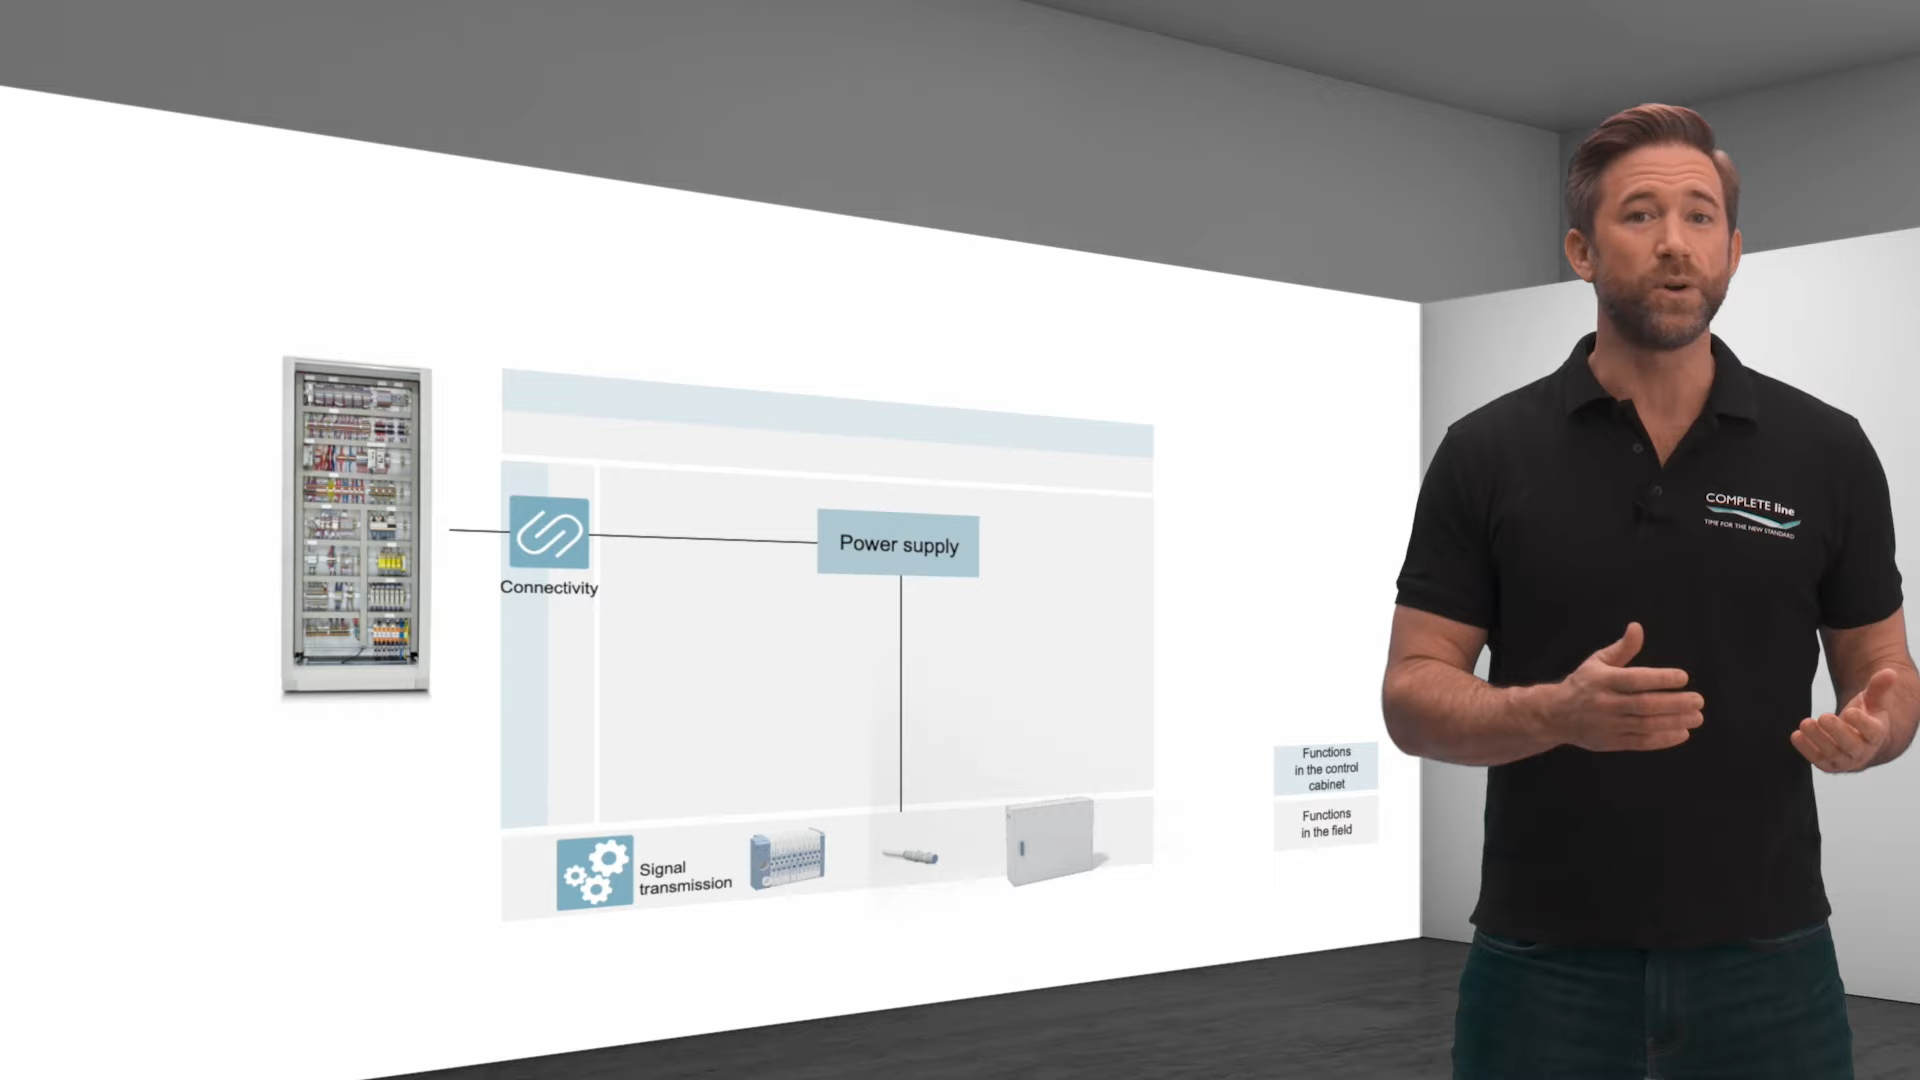 Power supply
Connectivity
Signal
transmission
Functions
in the control
cabinet
Functions
in the field
COMPLETE line
TIME FOR THE NEW STANDARD